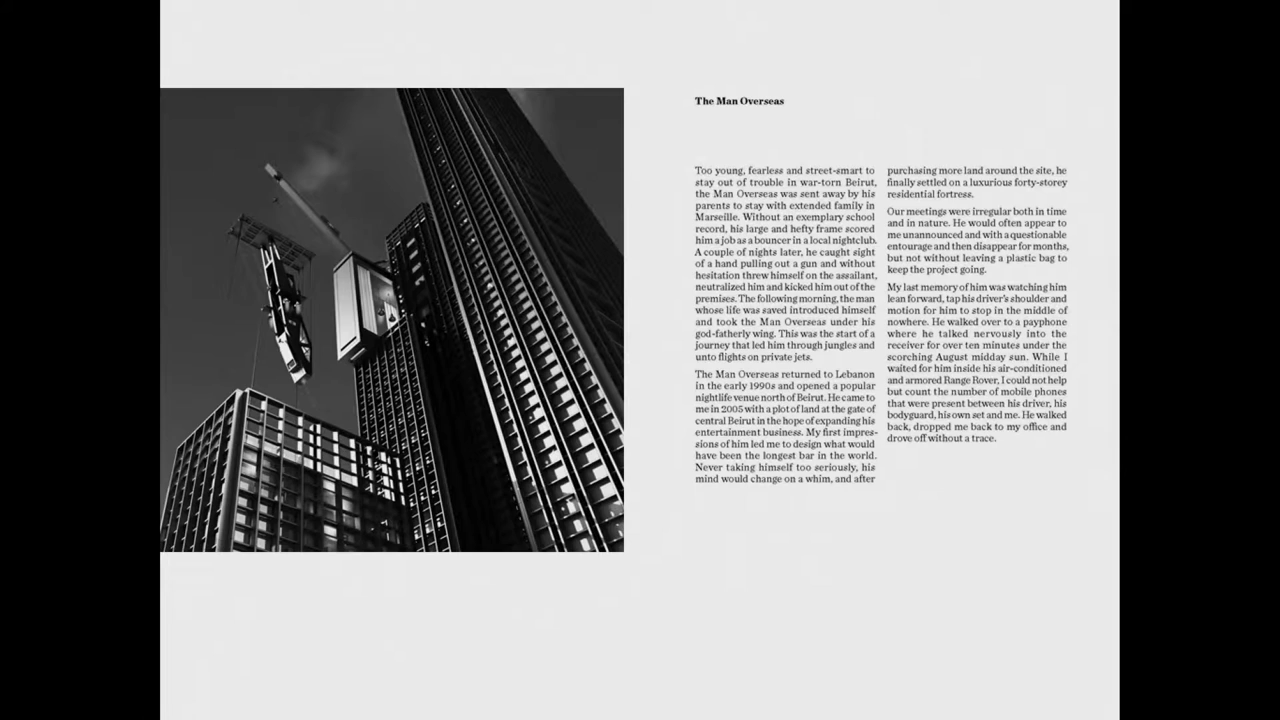 The Man Overseas
Too young, fearless and street-smart to
stay out of trouble in war-torn Beirut,
the Man Overseas was sent away by his
parents to stay with extended family in
Marseille. Without an exemplary school
record, his large and hefty frame scored
him a job as a bouncer in a local nightclub.
A couple of nights later, he caught sight
of a hand pulling out a gun and without
hesitation threw himself on the assailant,
neutralized him and kicked him out of the
premises. The following morning, the man
whose life was saved introduced himself
and took the Man Overseas under his
god-fatherly wing. This was the start of a
journey that led him through jungles and
unto flights on private jets.
The Man Overseas returned to Lebanon
in the early 1990s and opened a popular
nightlife venue north of Beirut. He came to
me in 2005 with a plot of land at the gate of
central Beirut in the hope of expanding his
entertainment business. My first impres-
sions of him led me to design what would
have been the longest bar in the world.
Never taking himself too seriously, his
mind would change on a whim, and after
purchasing more land around the site, he
finally settled on a luxurious forty-storey
residential fortress.
Our meetings were irregular both in time
and in nature. He would often appear to
me unannounced and with a questionable
entourage and then disappear for months,
but not without leaving a plastic bag to
keep the project going.
My last memory of him was watching him
lean forward, tap his driver's shoulder and
motion for him to stop in the middle of
nowhere. He walked over to a payphone
where he talked nervously into the
receiver for over ten minutes under the
scorching August midday sun. While I
waited for him inside his air-conditioned
and armored Range Rover, I could not help
but count the number of mobile phones
that were present between his driver, his
bodyguard, his own set and me. He walked
back, dropped me back to my office and
drove off without a trace.